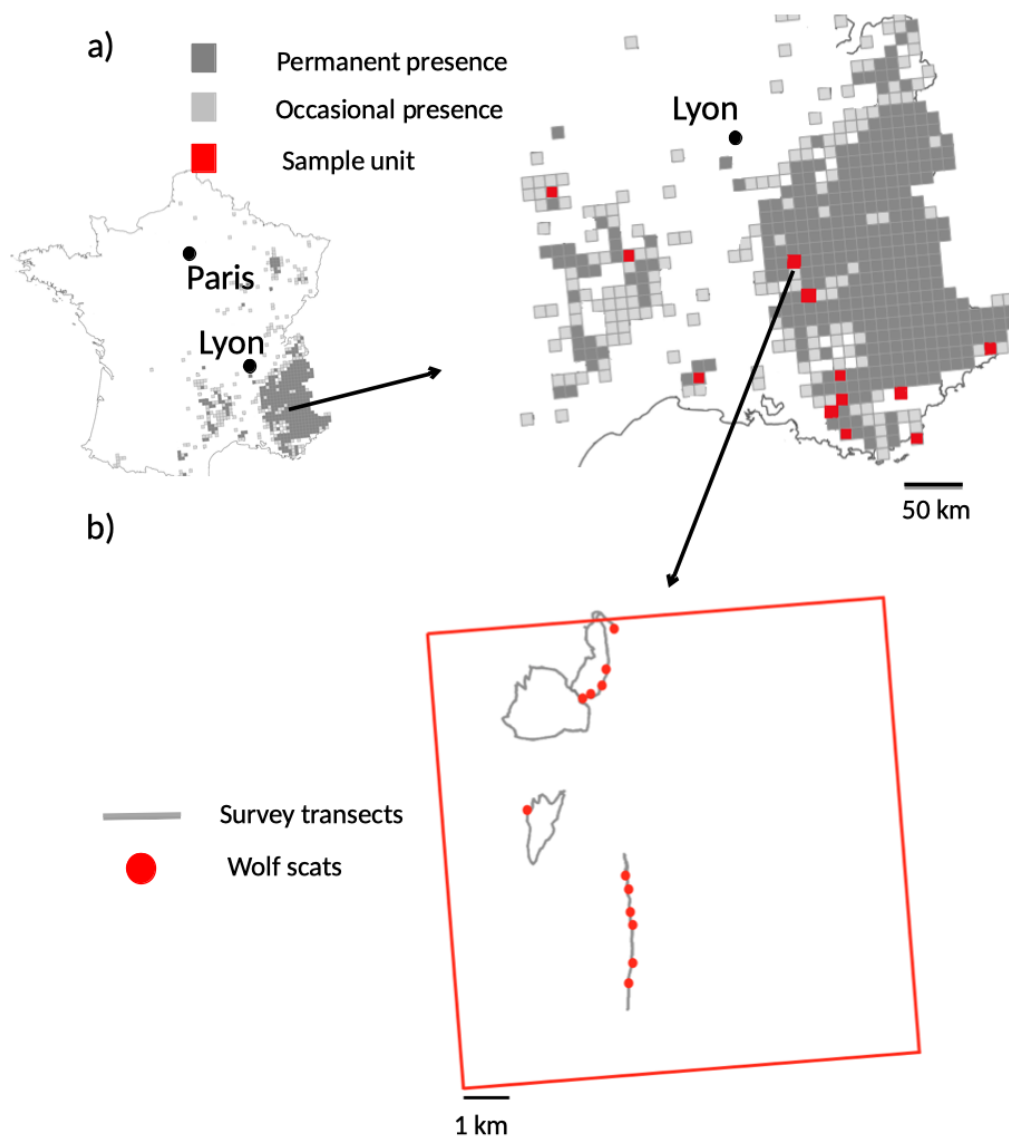 a)
Permanent presence
Occasional presence
Sample unit
Paris
Lyon
Lyon
50 km
b)
Survey transects
Wolf scats
1 km